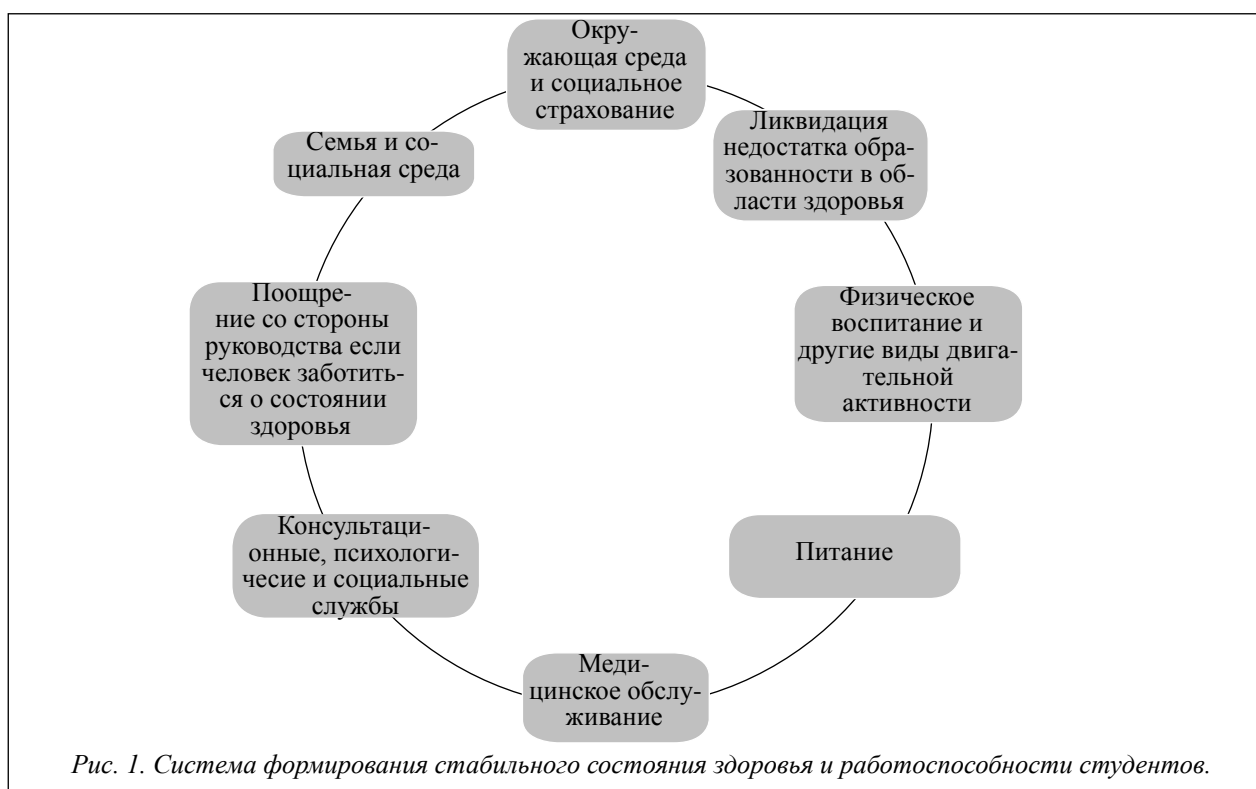 Окру-
жающая среда
и социальное
страхование
Ликвидация
недостатка обра-
зованности в об-
ласти здоровья
Физическое
воспитание и
другие виды двига-
тельной
активности
Питание
Меди-
цинское обслу-
живание
Консультаци-
онные, психологи-
чесие и социальные
службы
Поощре-
ние со стороны
руководства если
человек заботить-
ся о состоянии
здоровья
Семья и со-
циальная среда
Рис. 1. Система формирования стабильного состояния здоровья и работоспособности студентов.